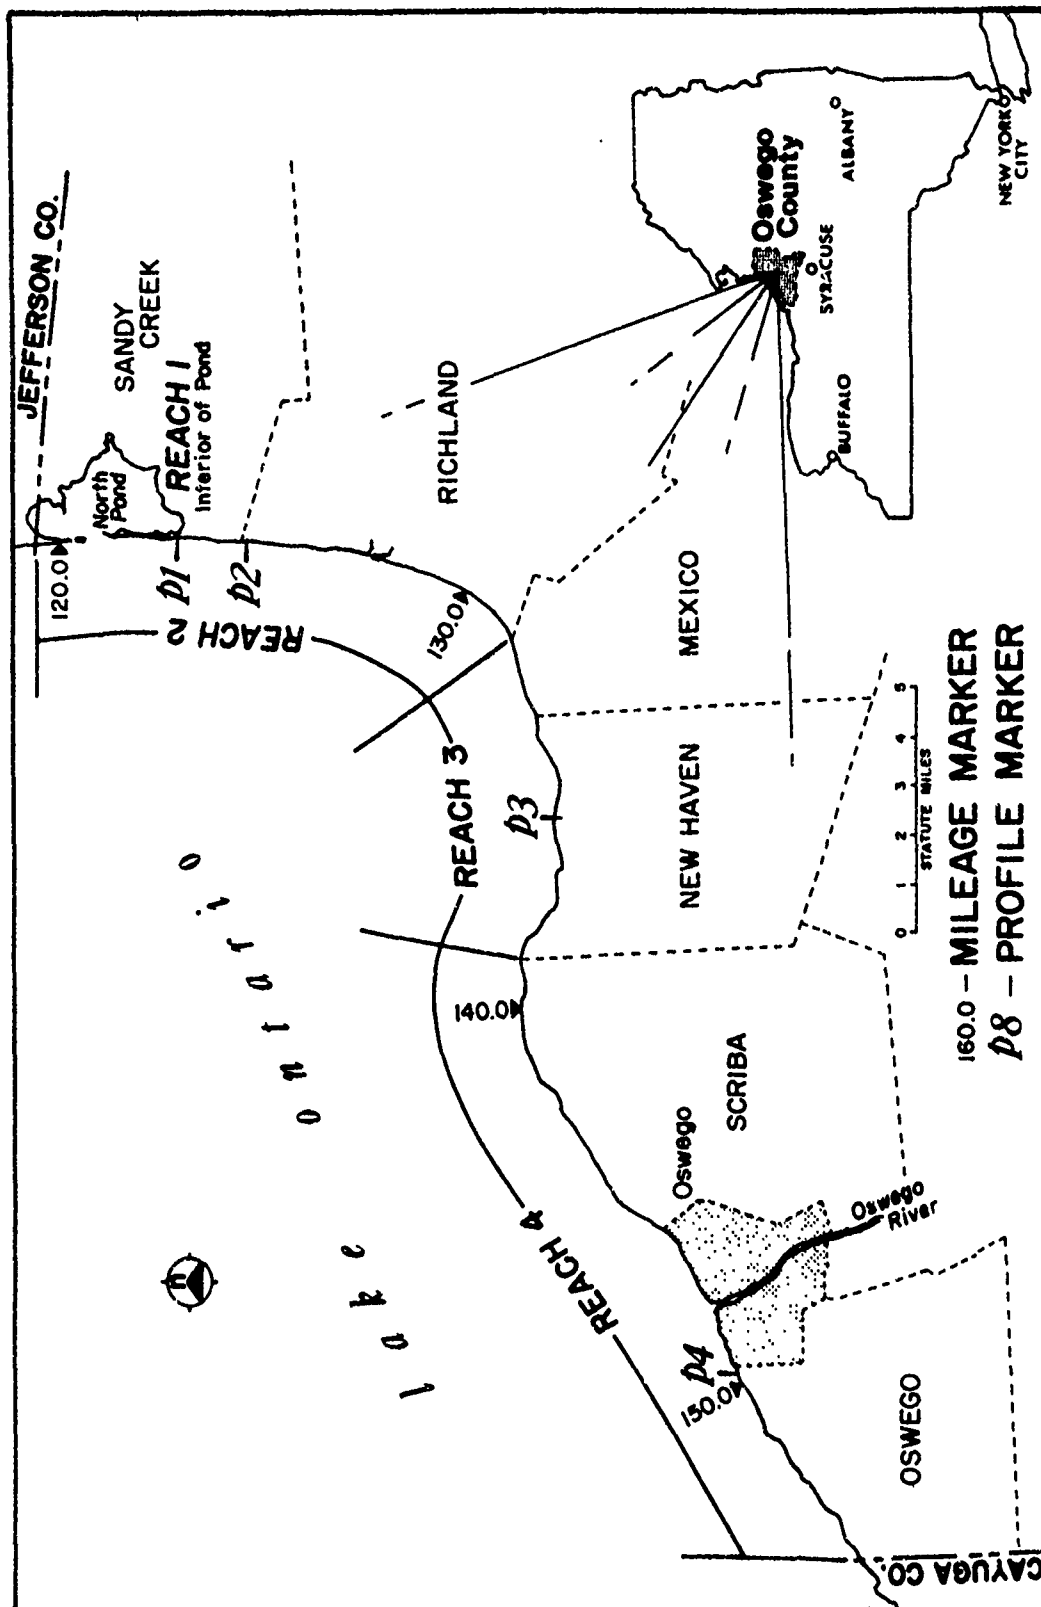 JEFFERSON CO.
SANDY
CREEK
REACH 1
Interior of Pond
North
Pond
120.0
p1
p2
REACH 2
RICHLAND
130.0
MEXICO
REACH 3
p3
NEW HAVEN
lake ontario
140.0
SCRIBA
REACH 4
Oswego
Oswego
River
p4
150.0
OSWEGO
CAYUGA CO.
n
Oswego
County
ALBANY
SYRACUSE
BUFFALO
NEW YORK
CITY
0 1 2 3 4 5
STATUTE MILES
160.0 – MILEAGE MARKER
p8 – PROFILE MARKER